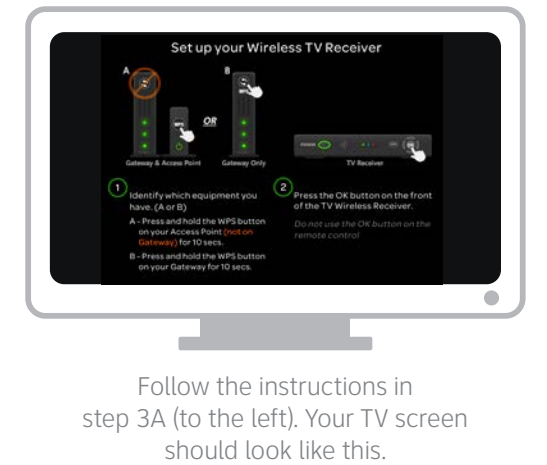 Set up your Wireless TV Receiver
A
B
WPS
OR
Gateway & Access Point
Gateway Only
POWER
TV Receiver
1
Identify which equipment you
have. (A or B)
A - Press and hold the WPS button
on your Access Point (not on
Gateway) for 10 secs.
B - Press and hold the WPS button
on your Gateway for 10 secs.
2
Press the OK button on the front
of the TV Wireless Receiver.
Do not use the OK button on the
remote control
Follow the instructions in
step 3A (to the left). Your TV screen
should look like this.